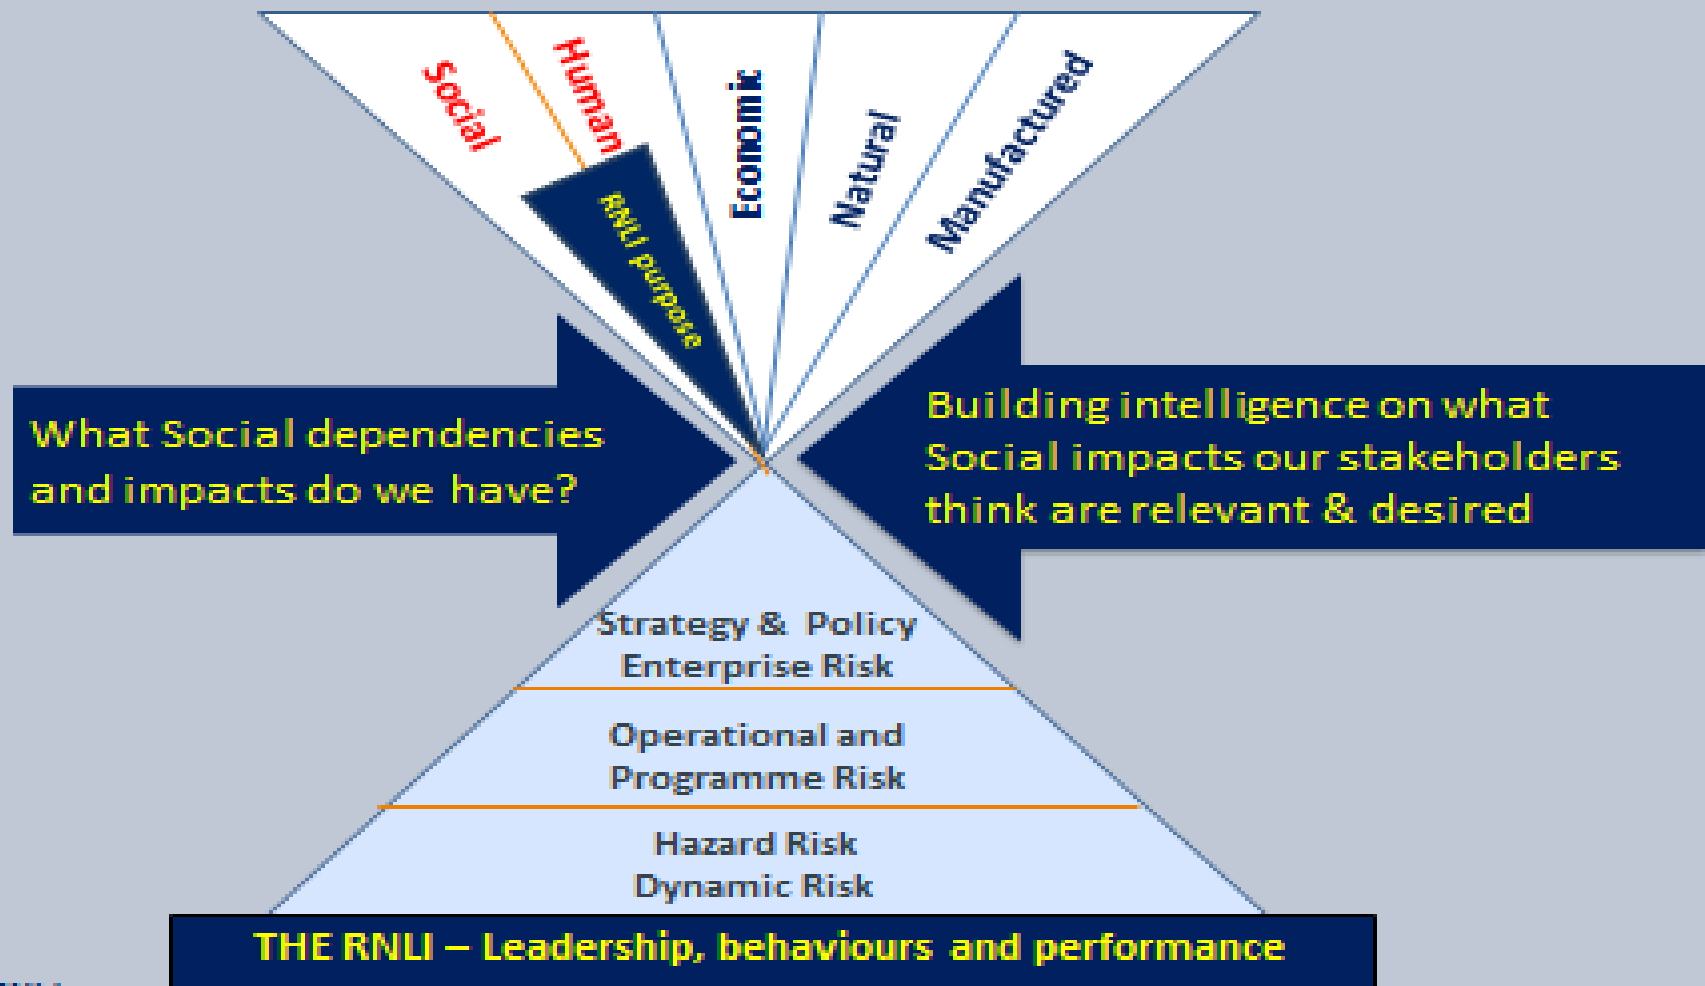 Social
Human
Economic
Natural
Manufactured
RNLI purpose
What Social dependencies
and impacts do we have?
Building intelligence on what
Social impacts our stakeholders
think are relevant & desired
Strategy & Policy
Enterprise Risk
Operational and
Programme Risk
Hazard Risk
Dynamic Risk
THE RNLI – Leadership, behaviours and performance